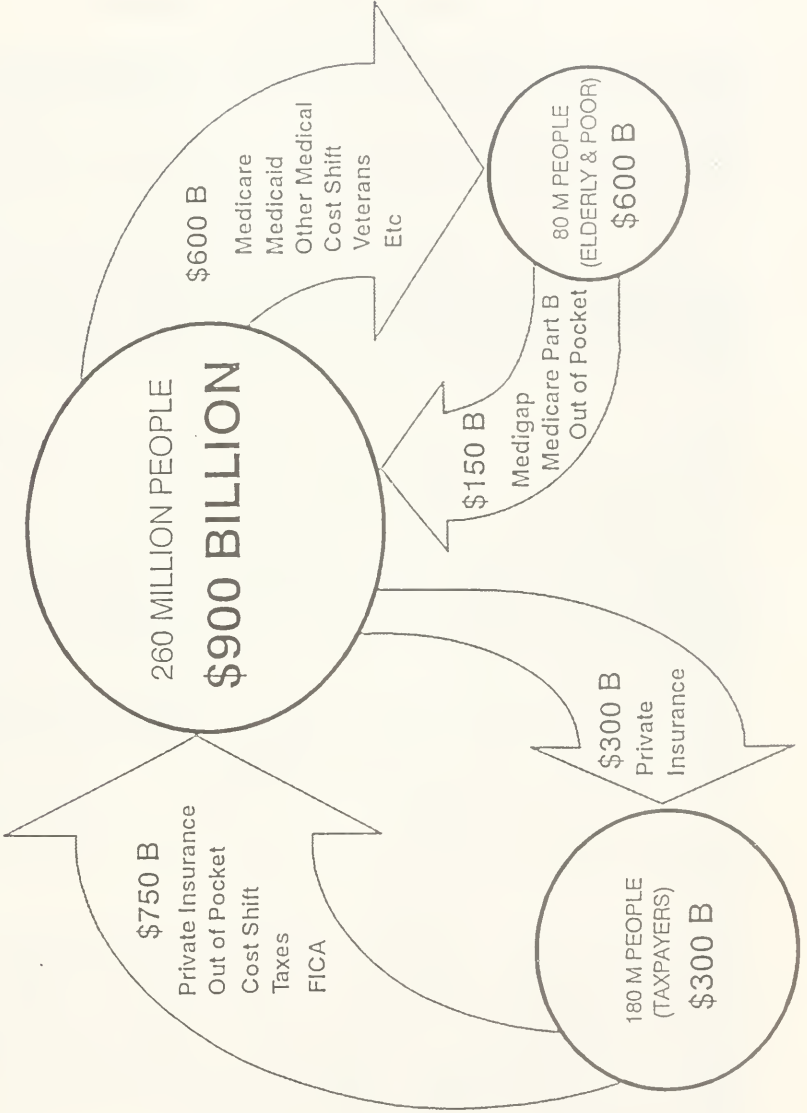 260 MILLION PEOPLE
$900 BILLION
$750 B
Private Insurance
Out of Pocket
Cost Shift
Taxes
FICA
$600 B
Medicare
Medicaid
Other Medical
Cost Shift
Veterans
Etc
$150 B
Medigap
Medicare Part B
Out of Pocket
$300 B
Private
Insurance
180 M PEOPLE
(TAXPAYERS)
$300 B
80 M PEOPLE
(ELDERLY & POOR)
$600 B